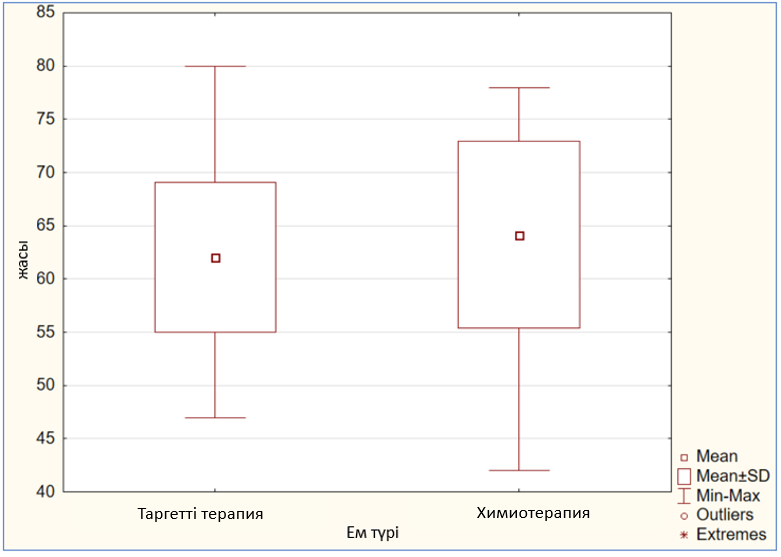 85
80
75
70
65
60
55
50
45
40
жасы
Таргетті терапия
Химиотерапия
Ем түрі
Mean
Mean±SD
Min-Max
Outliers
Extremes